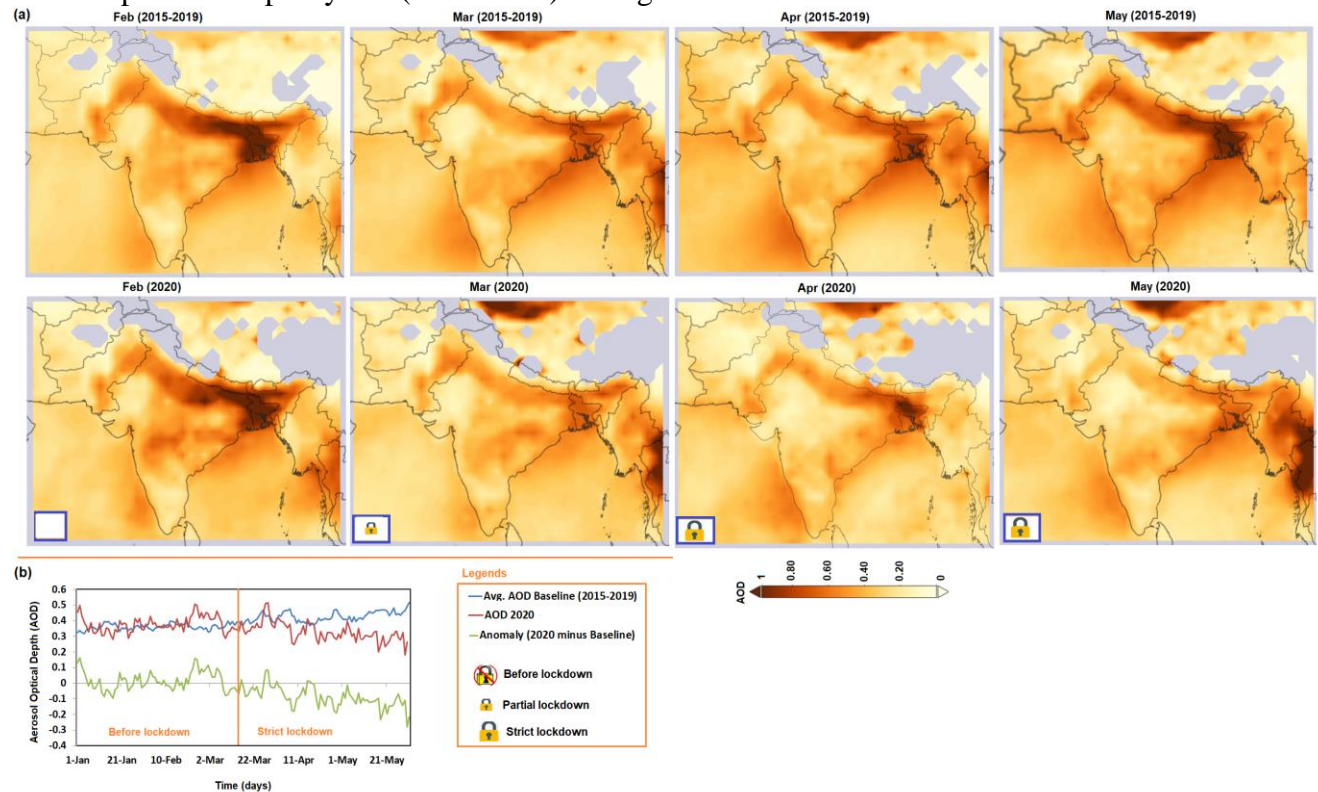 (a)
Feb (2015-2019)
Mar (2015-2019)
Apr (2015-2019)
May (2015-2019)
Feb (2020)
Mar (2020)
Apr (2020)
May (2020)
(b)
0.6
0.5
0.4
0.3
0.2
0.1
0
-0.1
-0.2
-0.3
-0.4
Aerosol Optical Depth (AOD)
Before lockdown
Strict lockdown
1-Jan 21-Jan 10-Feb 2-Mar 22-Mar 11-Apr 1-May 21-May
Time (days)
Legends
Avg. AOD Baseline (2015-2019)
AOD 2020
Anomaly (2020 minus Baseline)
Before lockdown
Partial lockdown
Strict lockdown
AOD
1 0.80 0.60 0.40 0.20 0